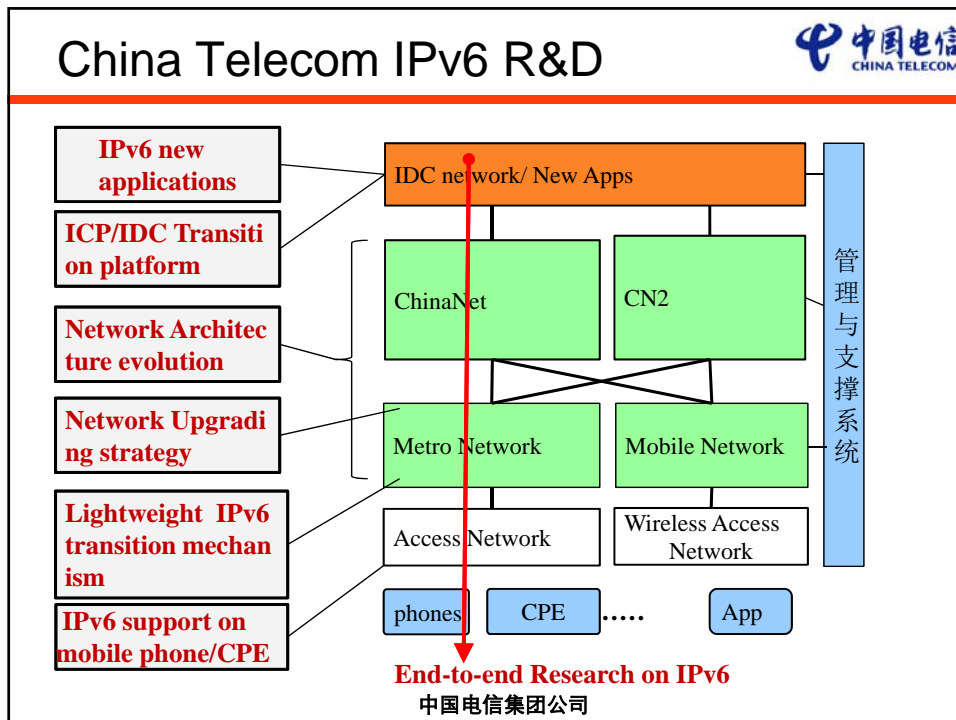 China Telecom IPv6 R&D
中国电信
CHINA TELECOM
IPv6 new
applications
ICP/IDC Transiti
on platform
Network Architec
ture evolution
Network Upgradi
ng strategy
Lightweight IPv6
transition mechan
ism
IPv6 support on
mobile phone/CPE
IDC network/ New Apps
ChinaNet
CN2
Metro Network
Mobile Network
Access Network
Wireless Access
Network
phones
CPE
.....
App
管理与支撑系统
End-to-end Research on IPv6
中国电信集团公司